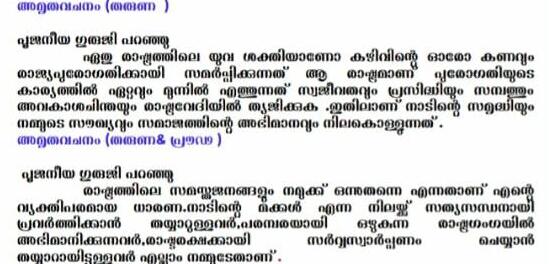 അമൃതവചനം (തരുണ )
പൂജനീയ ഗുരുജി പറഞ്ഞു
ഏതു രാഷ്ട്രത്തിലെ യുവ ശക്തിയാണോ കഴിവിന്റെ ഓരോ കണവും
രാജ്യപുരോഗതിക്കായി സമർപ്പിക്കുന്നത് ആ രാഷ്ട്രമാണ് പുരോഗതിയുടെ
കാര്യത്തിൽ ഏറ്റവും മുന്നിൽ എത്തുന്നത് സ്വജീവതവും പ്രസിദ്ധിയും സമ്പത്തും
അവകാശചിന്തയും രാഷ്ട്രവേദിയിൽ ത്യജിക്കുക .ഇതിലാണ് നാടിന്റെ സമൃദ്ധിയും
നമ്മുടെ സൗഖ്യവും സമാജത്തിന്റെ അഭിമാനവും നിലകൊള്ളുന്നത്.
അമൃതവചനം (തരുണ& പ്രൗഢ )
പൂജനീയ ഗുരുജി പറഞ്ഞു
രാഷ്ട്രത്തിലെ സമസ്തജനങ്ങളും നമുക്ക് ഒന്നുതന്നെ എന്നതാണ് എന്റെ
വ്യക്തിപരമായ ധാരണ.നാടിന്റെ മക്കൾ എന്ന നിലയ്ക്ക് സത്യസന്ധനായി
പ്രവർത്തിക്കാൻ തയ്യാറുള്ളവർ,പരമ്പരയായി ഒഴുകുന്ന രാഷ്ട്രഗംഗയിൽ
അഭിമാനിക്കുന്നവർ,രാഷ്ട്രരക്ഷക്കായി സർവ്വസ്വാർപ്പണം ചെയ്യാൻ
തയ്യാറായിട്ടുള്ളവർ എല്ലാം നമ്മുടേതാണ്.